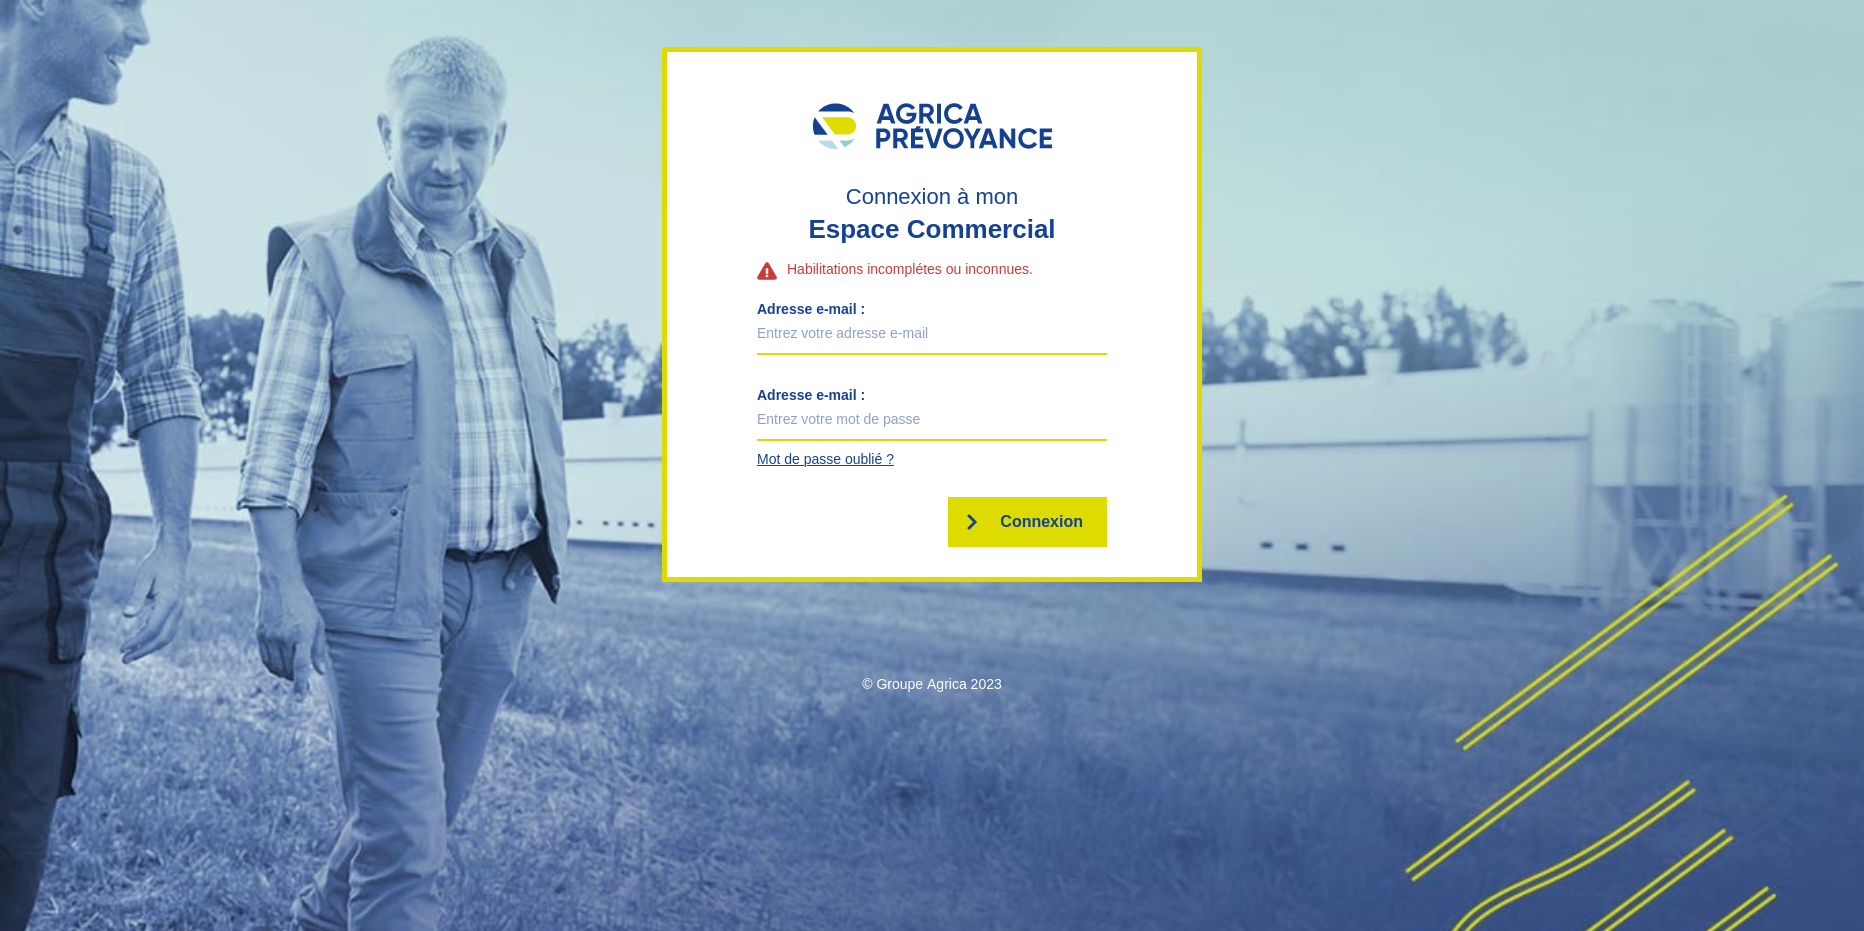 AGRICA
PRÉVOYANCE
Connexion à mon
Espace Commercial
Habilitations incomplétes ou inconnues.
Adresse e-mail :
Entrez votre adresse e-mail
Adresse e-mail :
Entrez votre mot de passe
Mot de passe oublié ?
Connexion
© Groupe Agrica 2023